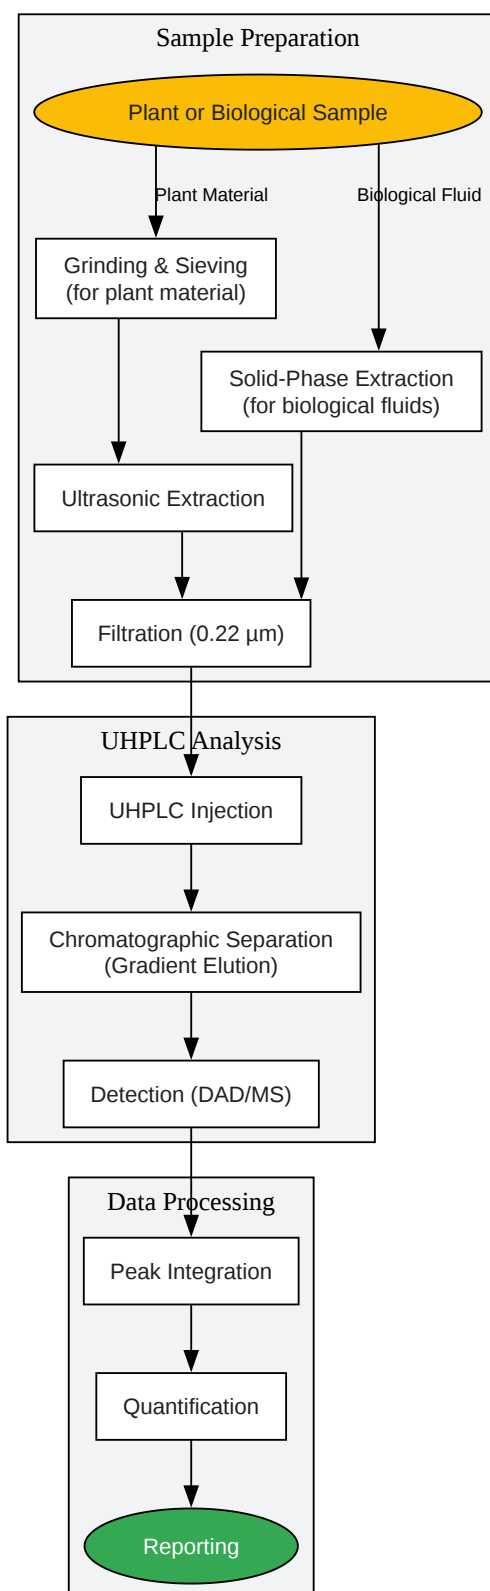 Sample Preparation
Plant or Biological Sample
Plant Material
Biological Fluid
Grinding & Sieving
(for plant material)
Solid-Phase Extraction
(for biological fluids)
Ultrasonic Extraction
Filtration (0.22 µm)
UHPLC Analysis
UHPLC Injection
Chromatographic Separation
(Gradient Elution)
Detection (DAD/MS)
Data Processing
Peak Integration
Quantification
Reporting